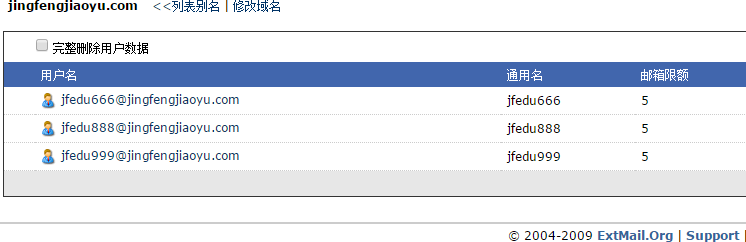 jingfengjiaoyu.com <<列表别名 | 修改域名
完整删除用户数据
用户名 通用名 邮箱限额
jfedu666@jingfengjiaoyu.com jfedu666 5
jfedu888@jingfengjiaoyu.com jfedu888 5
jfedu999@jingfengjiaoyu.com jfedu999 5
© 2004-2009 ExtMail.Org | Support |